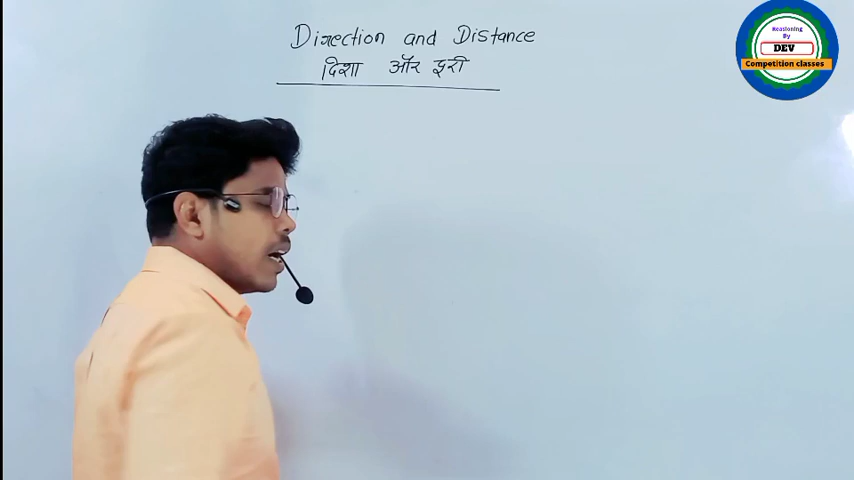 Direction and Distance
दिशा और दूरी
Reasoning
By
DEV
Competition classes